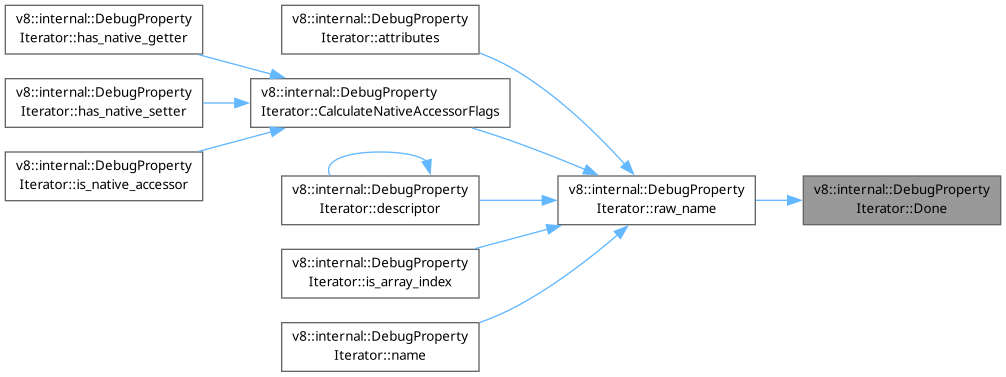 v8::internal::DebugProperty
Iterator::has_native_getter
v8::internal::DebugProperty
Iterator::attributes
v8::internal::DebugProperty
Iterator::has_native_setter
v8::internal::DebugProperty
Iterator::CalculateNativeAccessorFlags
v8::internal::DebugProperty
Iterator::is_native_accessor
v8::internal::DebugProperty
Iterator::descriptor
v8::internal::DebugProperty
Iterator::raw_name
v8::internal::DebugProperty
Iterator::Done
v8::internal::DebugProperty
Iterator::is_array_index
v8::internal::DebugProperty
Iterator::name